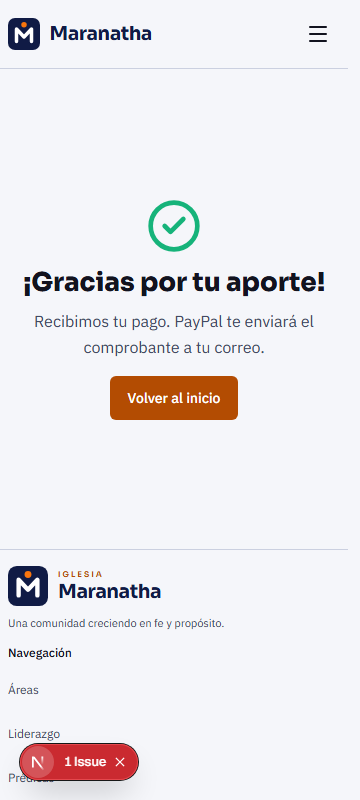 Maranatha
¡Gracias por tu aporte!
Recibimos tu pago. PayPal te enviará el
comprobante a tu correo.
Volver al inicio
IGLESIA
Maranatha
Una comunidad creciendo en fe y propósito.
Navegación
Áreas
Liderazgo
1 Issue